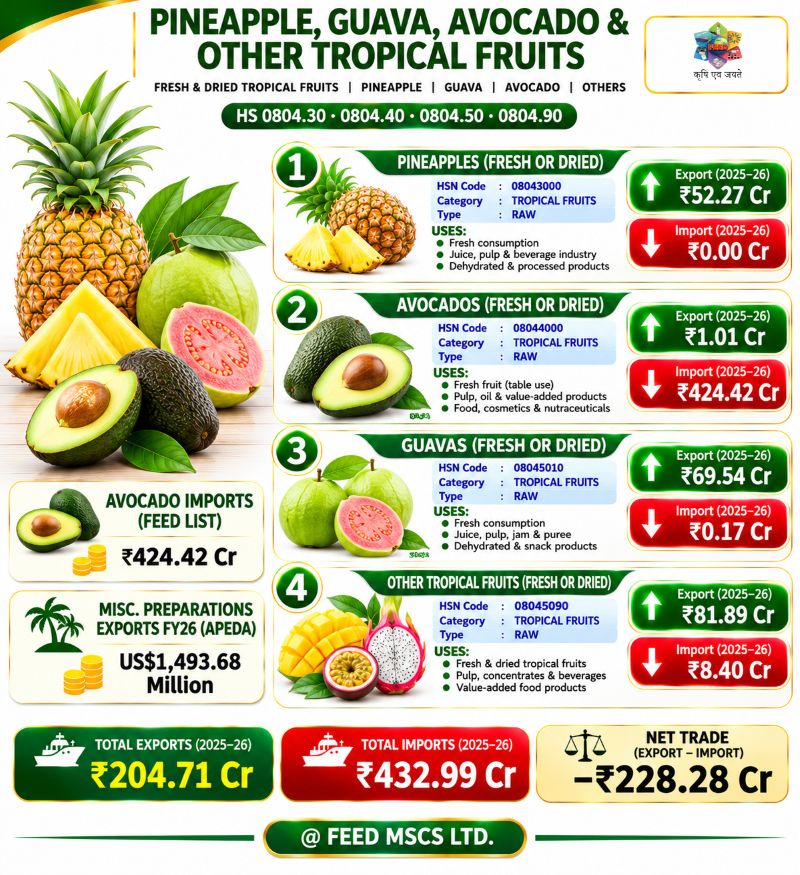 PINEAPPLE, GUAVA, AVOCADO &
OTHER TROPICAL FRUITS
FRESH & DRIED TROPICAL FRUITS | PINEAPPLE | GUAVA | AVOCADO | OTHERS
HS 0804.30 · 0804.40 · 0804.50 · 0804.90
FEED
कृषि एव जयते
1
PINEAPPLES (FRESH OR DRIED)
HSN Code : 08043000
Category : TROPICAL FRUITS
Type : RAW
USES:
● Fresh consumption
● Juice, pulp & beverage industry
● Dehydrated & processed products
Export (2025–26)
₹52.27 Cr
Import (2025–26)
₹0.00 Cr
2
AVOCADOS (FRESH OR DRIED)
HSN Code : 08044000
Category : TROPICAL FRUITS
Type : RAW
USES:
● Fresh fruit (table use)
● Pulp, oil & value-added products
● Food, cosmetics & nutraceuticals
Export (2025–26)
₹1.01 Cr
Import (2025–26)
₹424.42 Cr
3
GUAVAS (FRESH OR DRIED)
HSN Code : 08045010
Category : TROPICAL FRUITS
Type : RAW
USES:
● Fresh consumption
● Juice, pulp, jam & puree
● Dehydrated & snack products
Export (2025–26)
₹69.54 Cr
Import (2025–26)
₹0.17 Cr
4
OTHER TROPICAL FRUITS (FRESH OR DRIED)
HSN Code : 08045090
Category : TROPICAL FRUITS
Type : RAW
USES:
● Fresh & dried tropical fruits
● Pulp, concentrates & beverages
● Value-added food products
Export (2025–26)
₹81.89 Cr
Import (2025–26)
₹8.40 Cr
AVOCADO IMPORTS
(FEED LIST)
₹424.42 Cr
MISC. PREPARATIONS
EXPORTS FY26 (APEDA)
US$1,493.68
Million
TOTAL EXPORTS (2025–26)
₹204.71 Cr
TOTAL IMPORTS (2025–26)
₹432.99 Cr
NET TRADE
(EXPORT – IMPORT)
–₹228.28 Cr
@ FEED MSCS LTD.